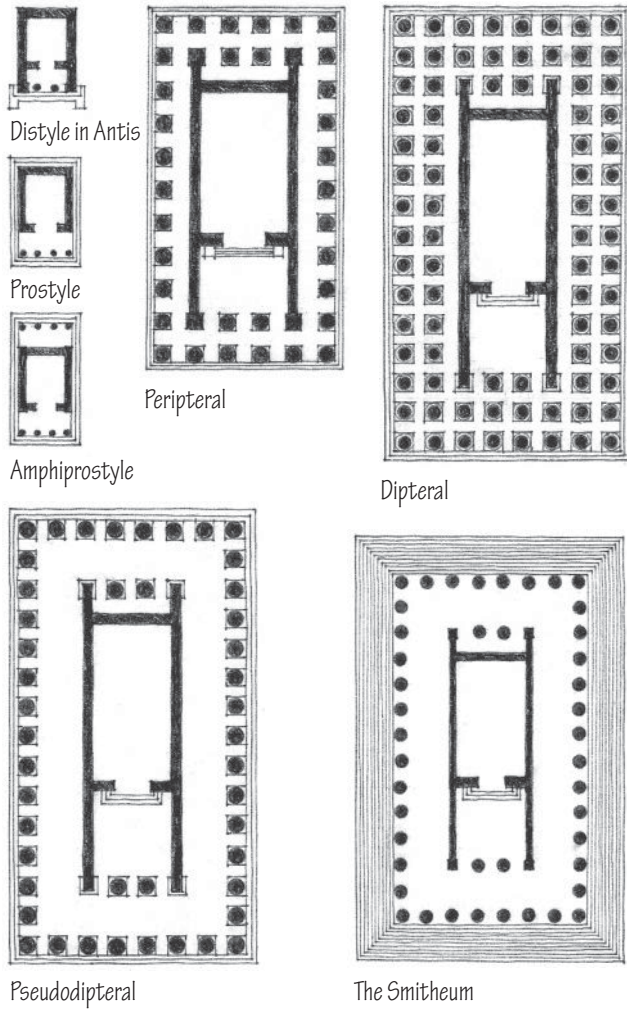 Distyle in Antis
Prostyle
Peripteral
Amphiprostyle
Dipteral
Pseudodipteral
The Smitheum